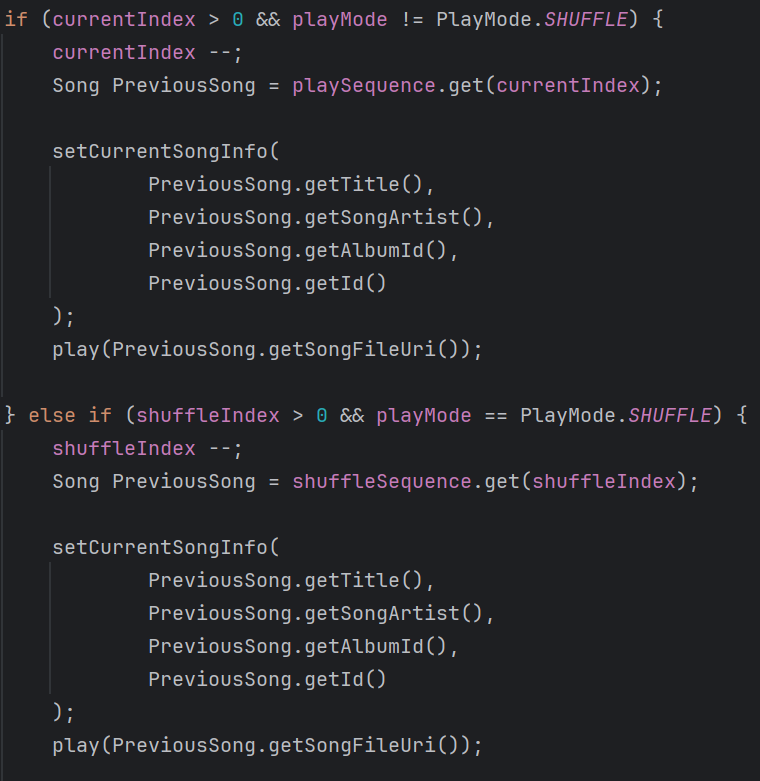 if (currentIndex > 0 && playMode != PlayMode.SHUFFLE) {
    currentIndex --;
    Song PreviousSong = playSequence.get(currentIndex);

    setCurrentSongInfo(
            PreviousSong.getTitle(),
            PreviousSong.getSongArtist(),
            PreviousSong.getAlbumId(),
            PreviousSong.getId()
    );
    play(PreviousSong.getSongFileUri());

} else if (shuffleIndex > 0 && playMode == PlayMode.SHUFFLE) {
    shuffleIndex --;
    Song PreviousSong = shuffleSequence.get(shuffleIndex);

    setCurrentSongInfo(
            PreviousSong.getTitle(),
            PreviousSong.getSongArtist(),
            PreviousSong.getAlbumId(),
            PreviousSong.getId()
    );
    play(PreviousSong.getSongFileUri());